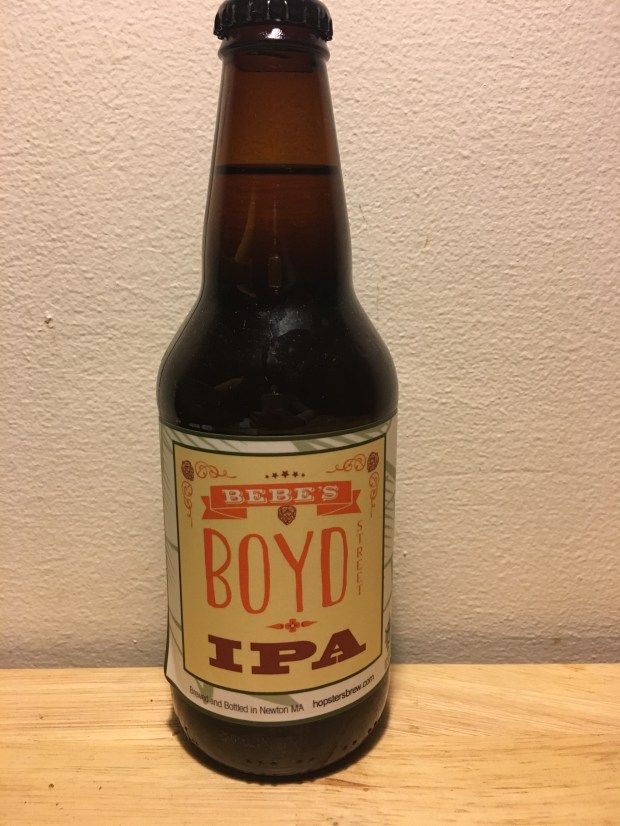 BEBE'S
BOYD
STREET
IPA
Brewed and Bottled in Newton MA hopstersbrew.com